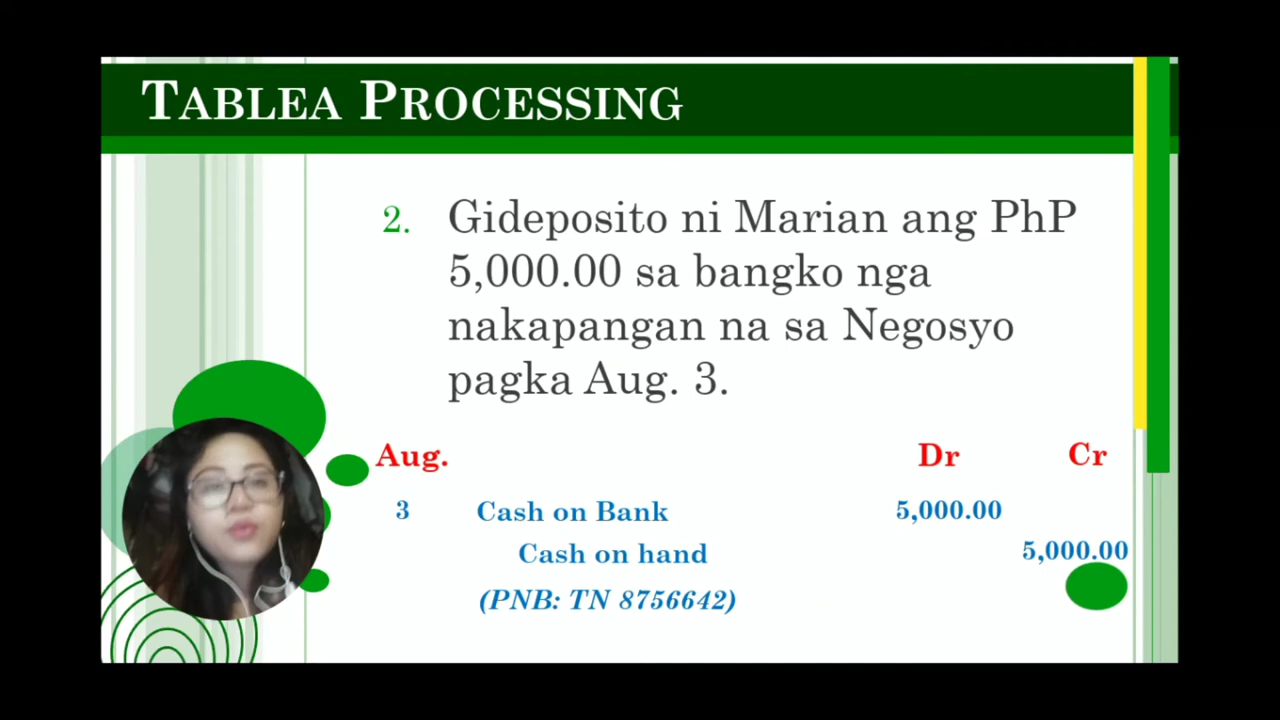 TABLEA PROCESSING
2. Gideposito ni Marian ang PhP
5,000.00 sa bangko nga
nakapangan na sa Negosyo
pagka Aug. 3.
Aug. Dr Cr
3 Cash on Bank 5,000.00
Cash on hand 5,000.00
(PNB: TN 8756642)